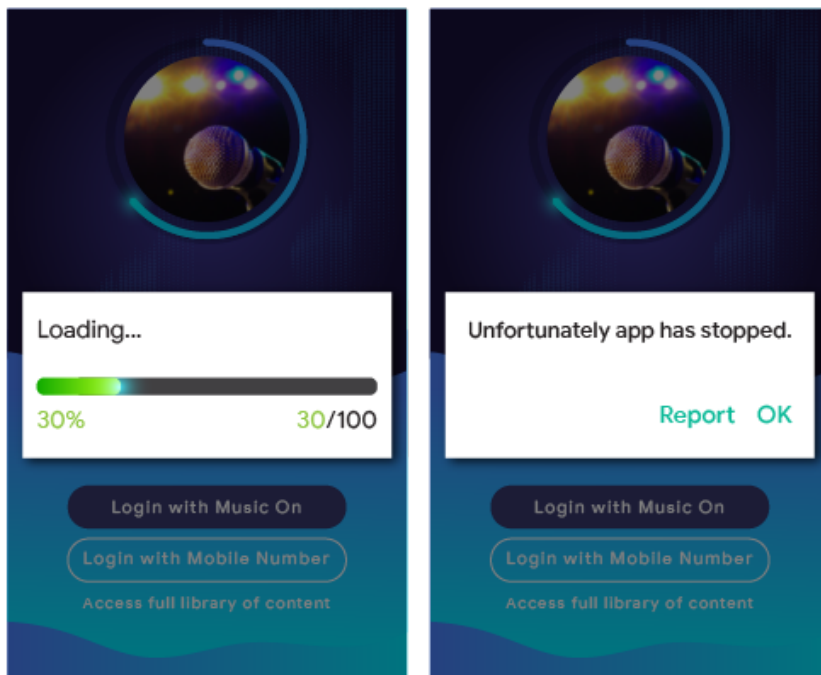 Loading...
30%
30/100
Login with Music On
Login with Mobile Number
Access full library of content
Unfortunately app has stopped.
Report
OK
Login with Music On
Login with Mobile Number
Access full library of content